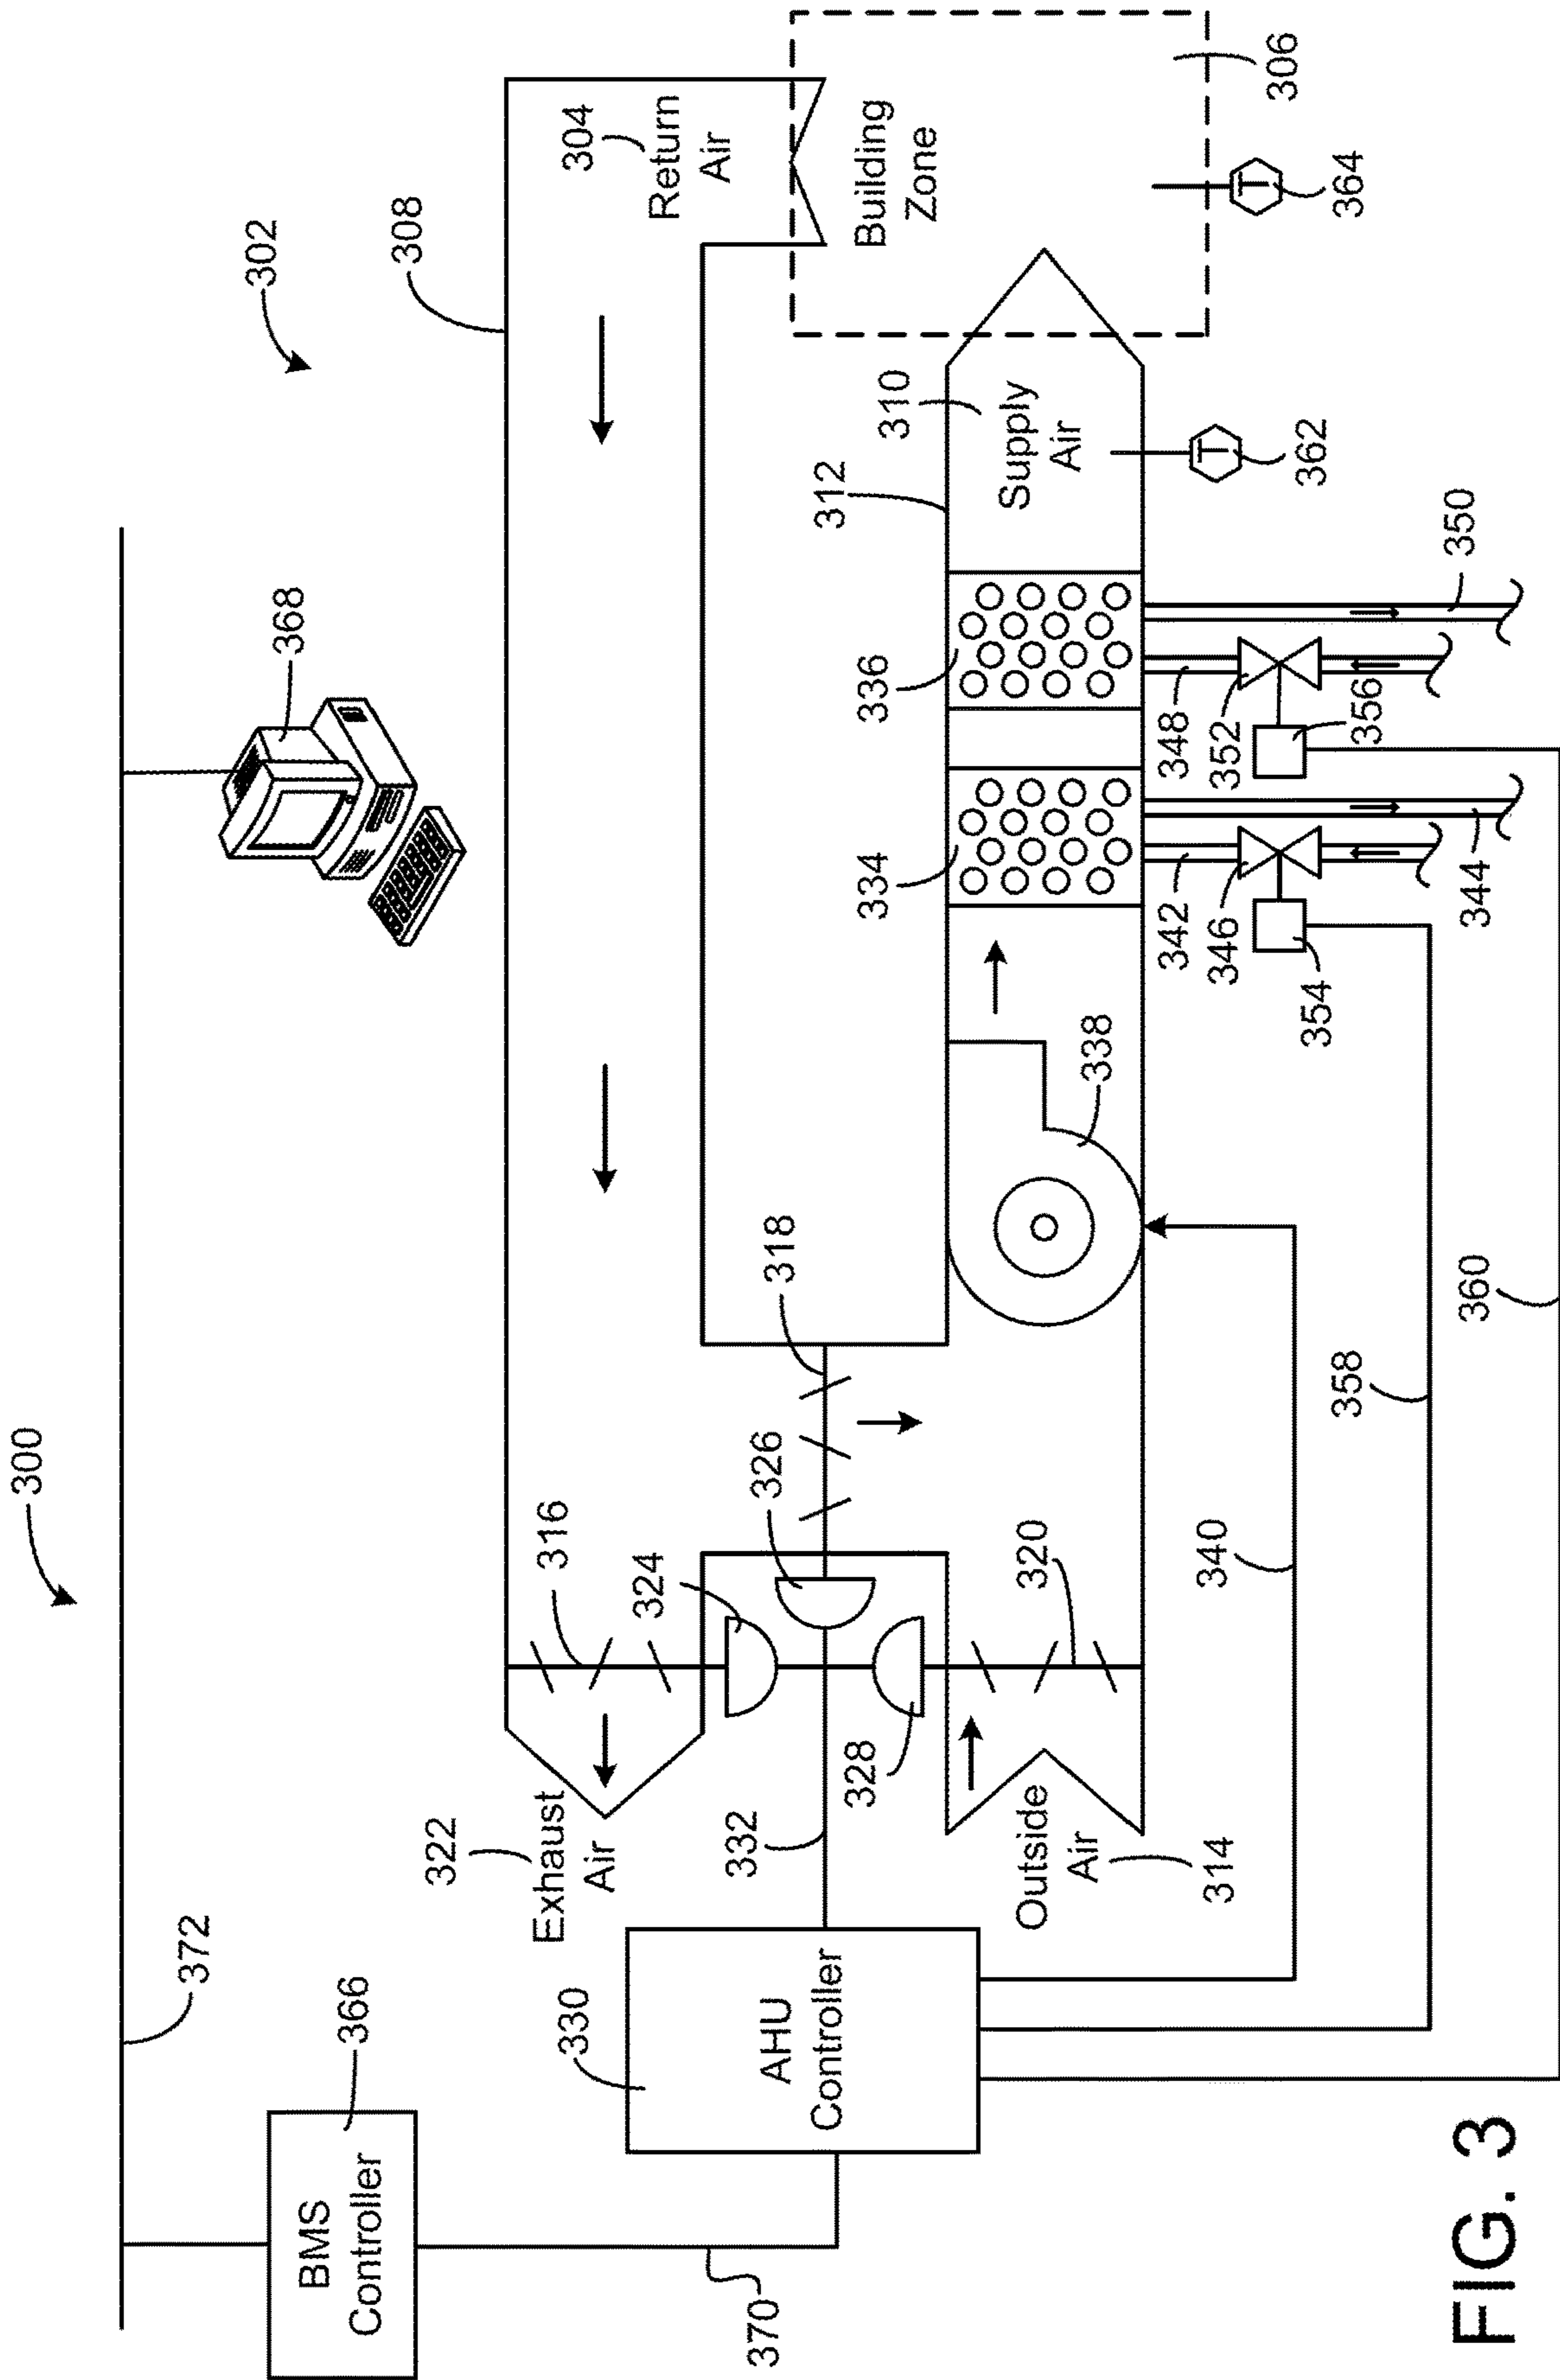 300
372
BMS
Controller
366
370
368
302
308
304
Return
Air
Building
Zone
306
364
322
Exhaust
Air
316
324
326
318
332
328
330
AHU
Controller
Outside
Air
314
320
338
334
336
312
310
Supply
Air
362
342
346
354
344
348
352
356
350
340
358
360
FIG. 3